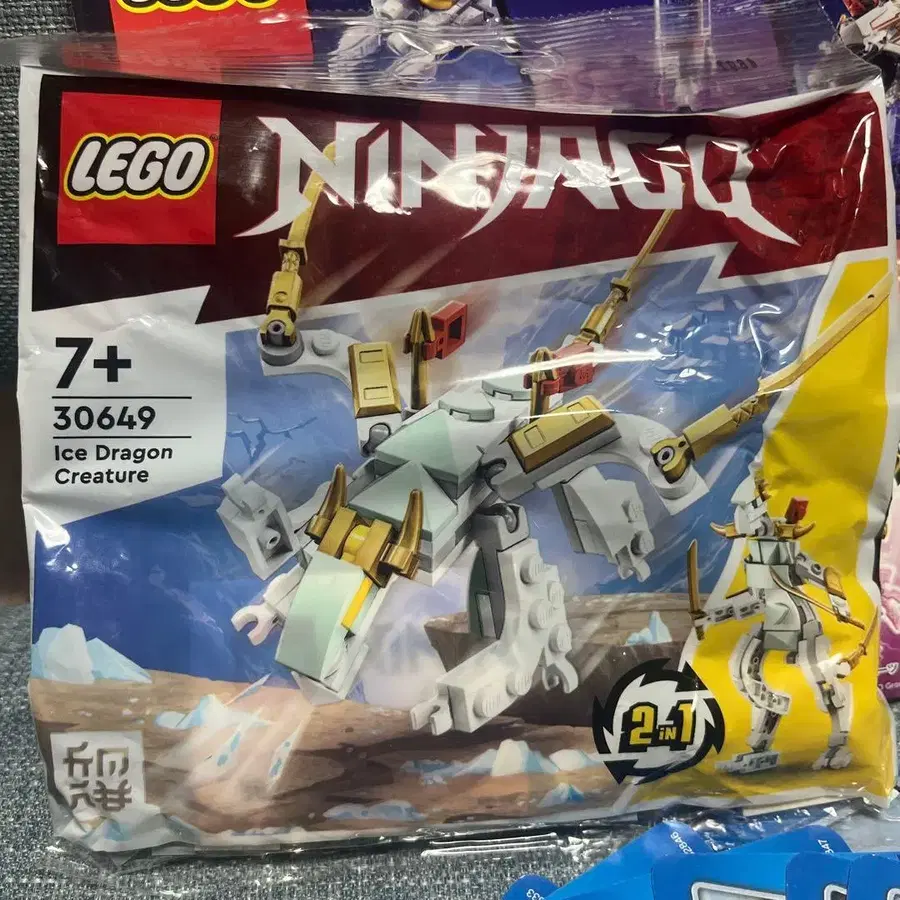 LEGO
NINJAGO
7+
30649
Ice Dragon
Creature
2 IN 1